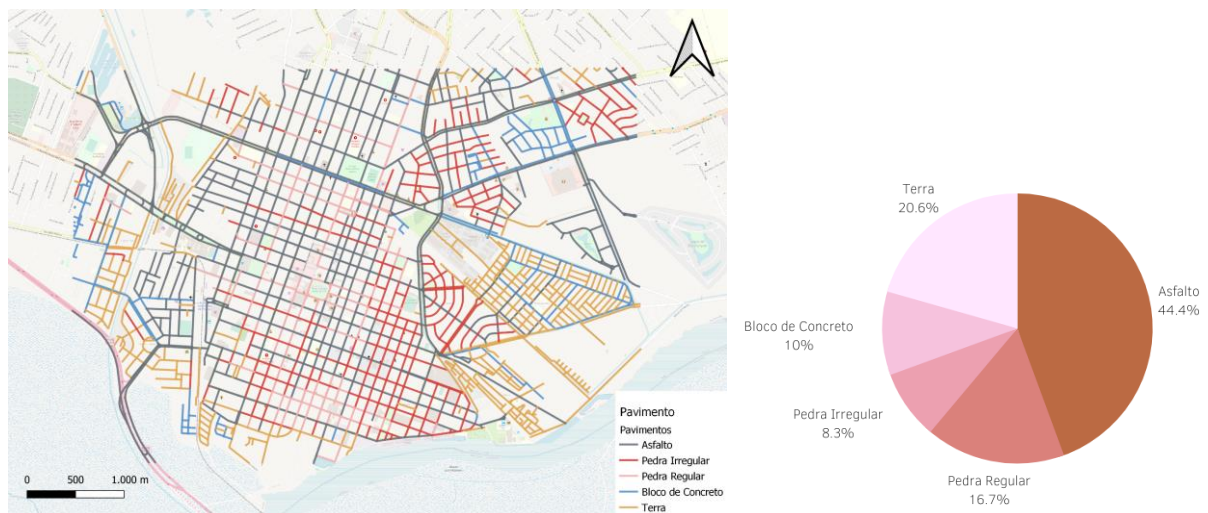 Pavimento
Pavimentos
Asfalto
Pedra Irregular
Pedra Regular
Bloco de Concreto
Terra
0 500 1.000 m
Terra
20.6%
Asfalto
44.4%
Bloco de Concreto
10%
Pedra Irregular
8.3%
Pedra Regular
16.7%